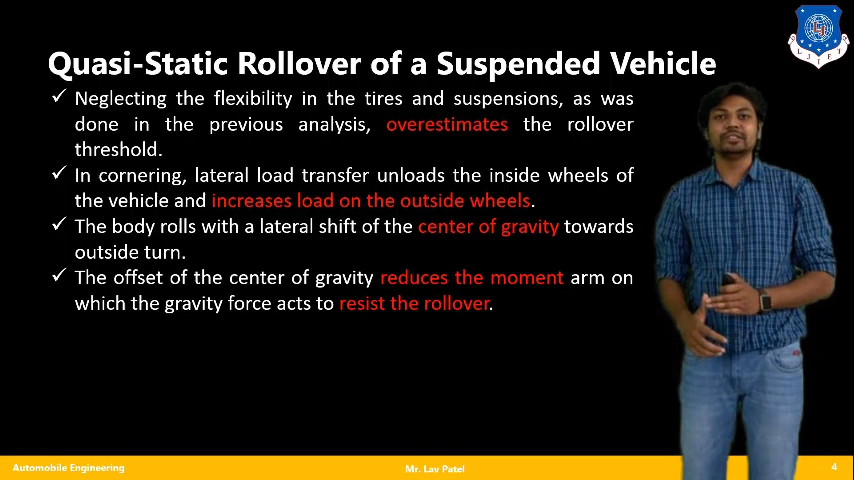 Quasi-Static Rollover of a Suspended Vehicle
✓ Neglecting the flexibility in the tires and suspensions, as was
done in the previous analysis, overestimates the rollover
threshold.
✓ In cornering, lateral load transfer unloads the inside wheels of
the vehicle and increases load on the outside wheels.
✓ The body rolls with a lateral shift of the center of gravity towards
outside turn.
✓ The offset of the center of gravity reduces the moment arm on
which the gravity force acts to resist the rollover.
LJIET
Automobile Engineering
Mr. Lav Patel
4